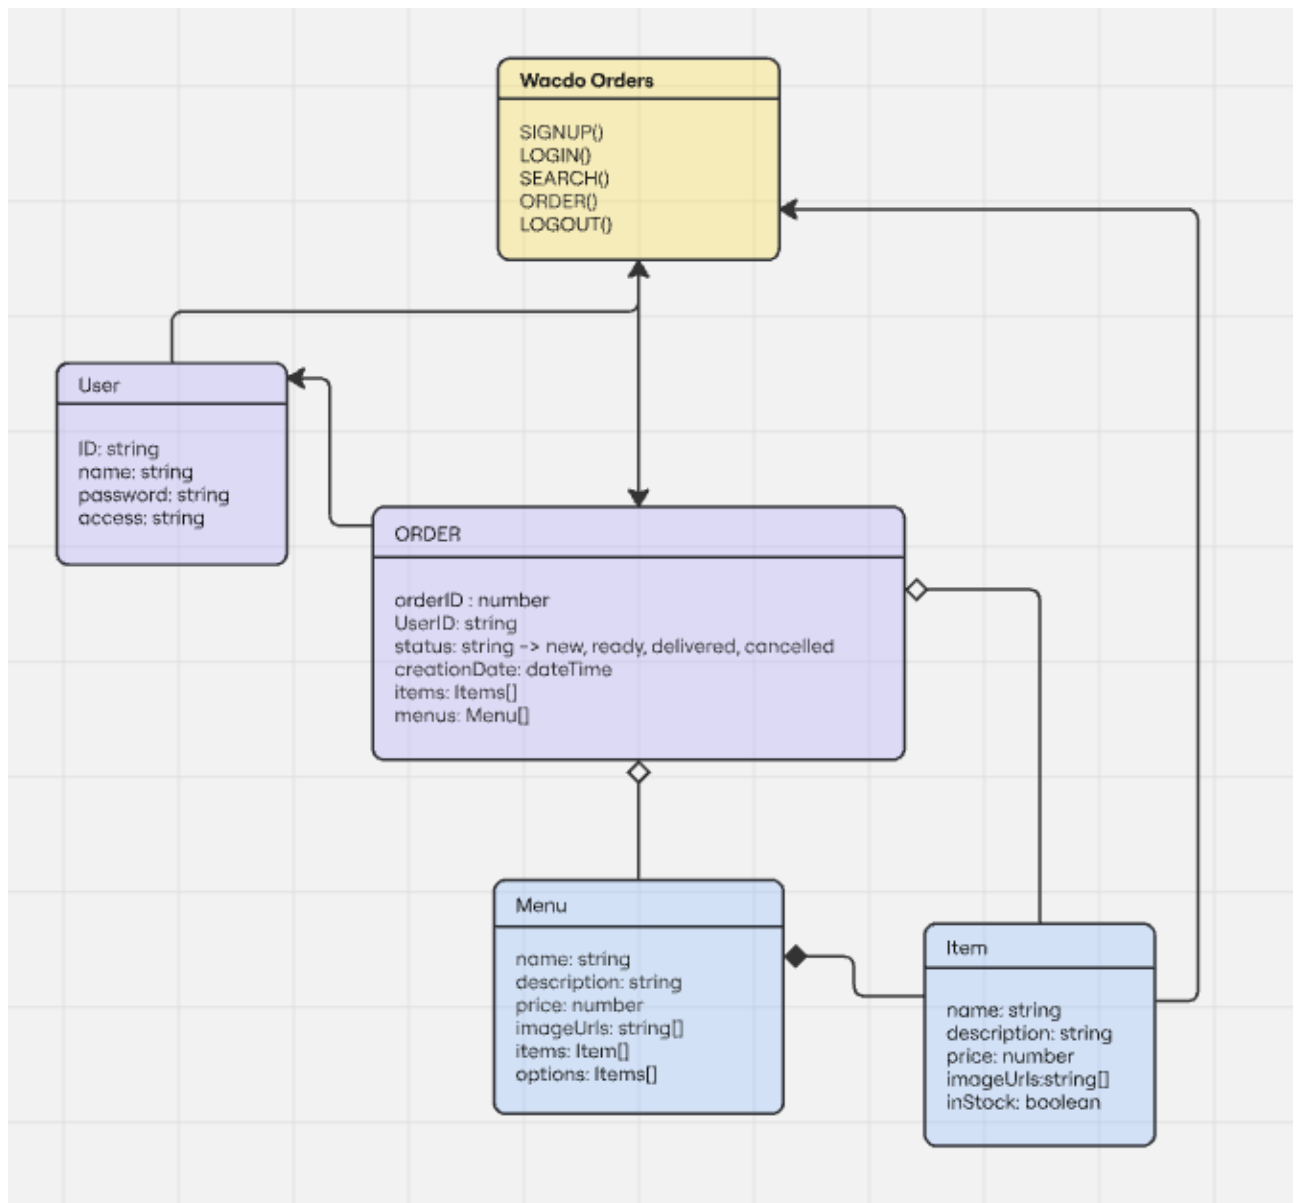 Wacdo Orders
SIGNUP()
LOGIN()
SEARCH()
ORDER()
LOGOUT()
User
ID: string
name: string
password: string
access: string
ORDER
orderID : number
UserID: string
status: string -> new, ready, delivered, cancelled
creationDate: dateTime
items: Items[]
menus: Menu[]
Menu
name: string
description: string
price: number
imageUrls: string[]
items: Item[]
options: Items[]
Item
name: string
description: string
price: number
imageUrls:string[]
inStock: boolean